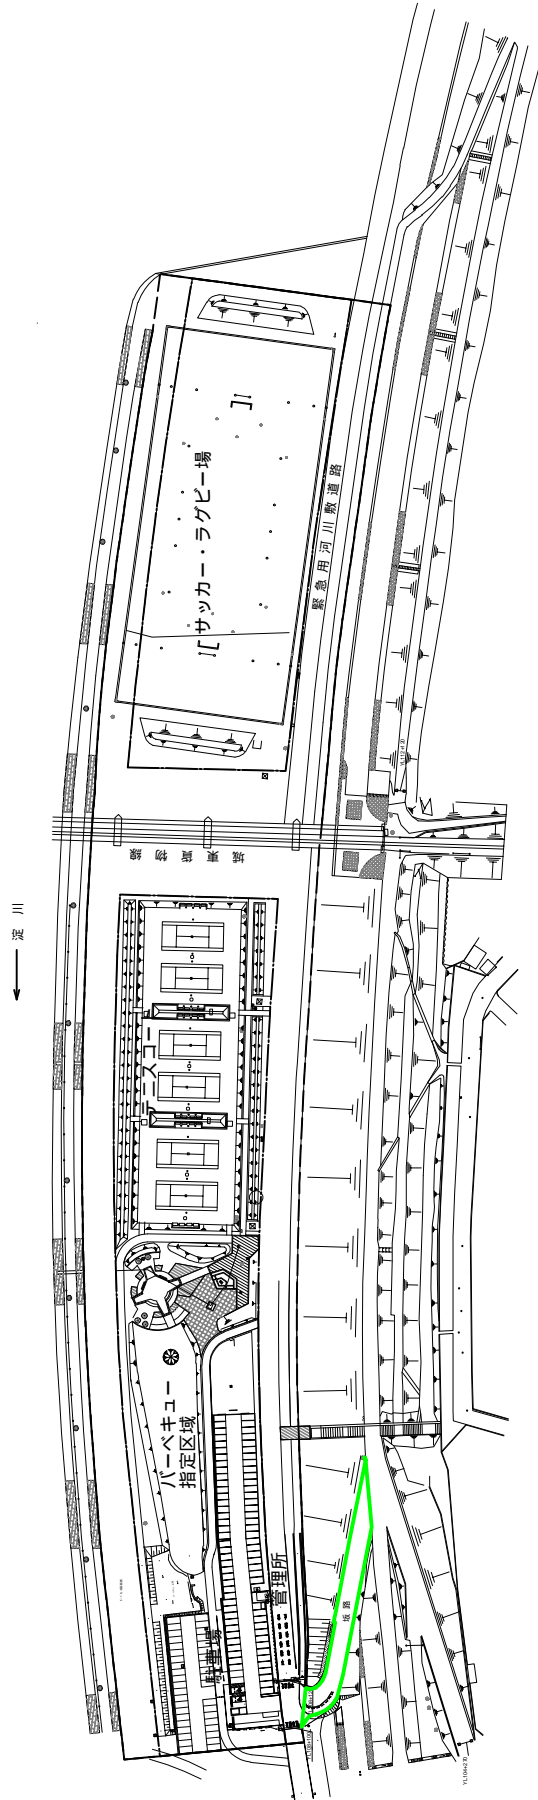 サッカー・ラグビー場
緊急用河川敷道路
城東貨物線
淀川
テニスコー
バーベキュー
指定区域
管理所
駐車場
坂路